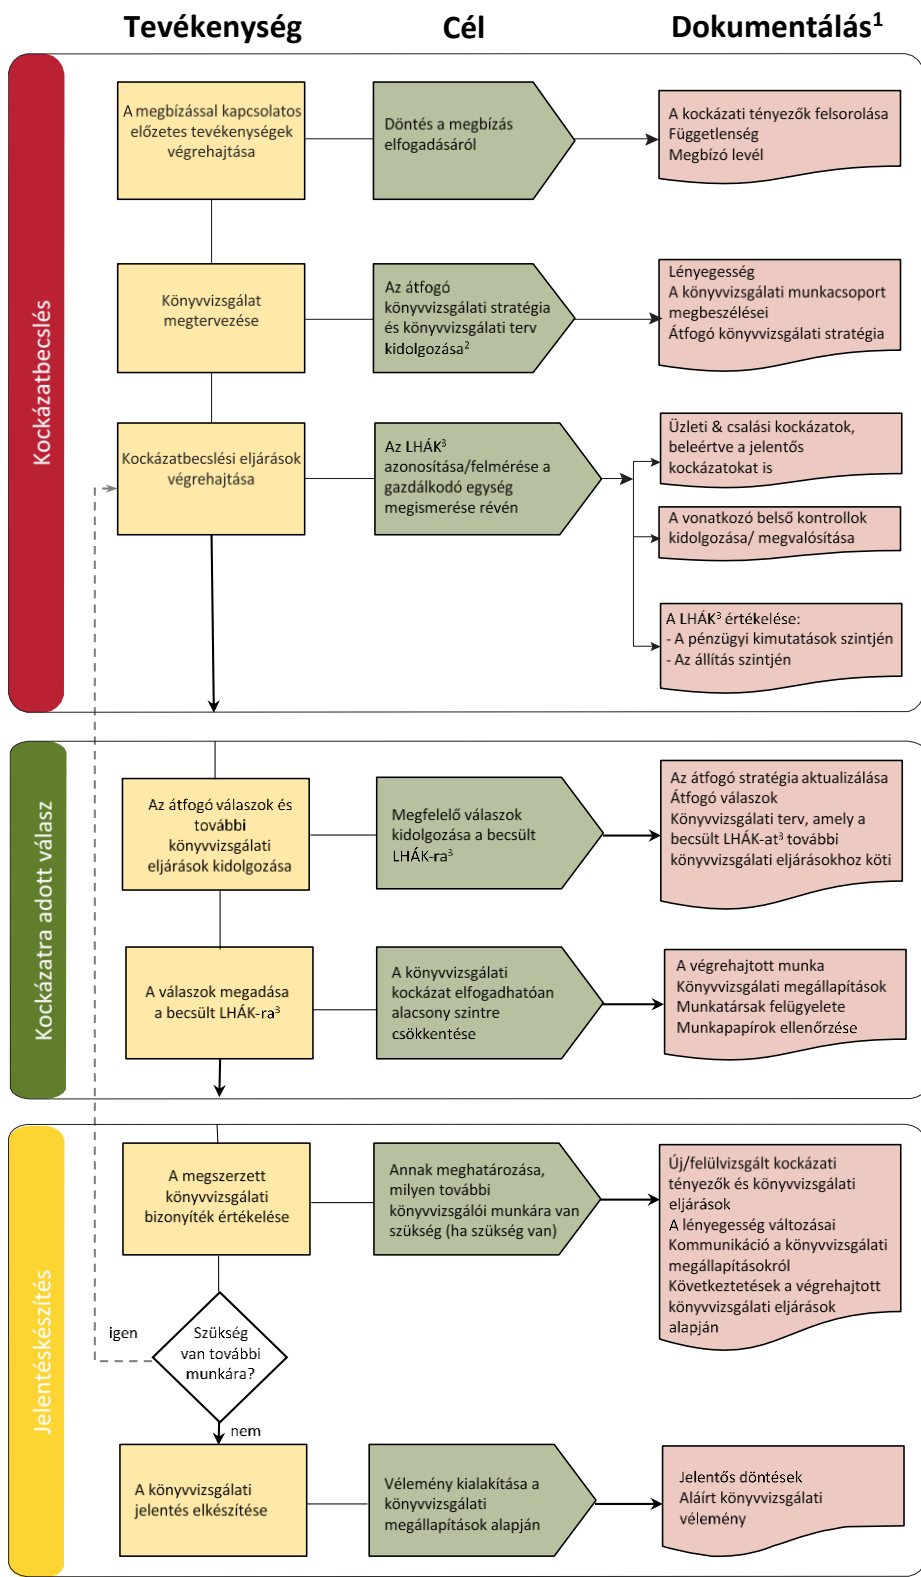 Tevékenység
Cél
Dokumentálás¹
Kockázatbecslés
A megbízással kapcsolatos
előzetes tevékenységek
végrehajtása
Döntés a megbízás
elfogadásáról
A kockázati tényezők felsorolása
Függetlenség
Megbízó levél
Könyvvizsgálat
megtervezése
Az átfogó
könyvvizsgálati stratégia
és könyvvizsgálati terv
kidolgozása²
Lényegesség
A könyvvizsgálati munkacsoport
megbeszélései
Átfogó könyvvizsgálati stratégia
Kockázatbecslési eljárások
végrehajtása
Az LHÁK³
azonosítása/felmérése a
gazdálkodó egység
megismerése révén
Üzleti & csalási kockázatok,
beleértve a jelentős
kockázatokat is
A vonatkozó belső kontrollok
kidolgozása/ megvalósítása
A LHÁK³ értékelése:
- A pénzügyi kimutatások szintjén
- Az állítás szintjén
Kockázatra adott válasz
Az átfogó válaszok és
további
könyvvizsgálati
eljárások kidolgozása
Megfelelő válaszok
kidolgozása a becsült
LHÁK-ra³
Az átfogó stratégia aktualizálása
Átfogó válaszok
Könyvvizsgálati terv, amely a
becsült LHÁK-at³ további
könyvvizsgálati eljárásokhoz köti
A válaszok megadása
a becsült LHÁK-ra³
A könyvvizsgálati
kockázat elfogadhatóan
alacsony szintre
csökkentése
A végrehajtott munka
Könyvvizsgálati megállapítások
Munkatársak felügyelete
Munkapapírok ellenőrzése
Jelentéskészítés
A megszerzett
könyvvizsgálati
bizonyíték értékelése
Annak meghatározása,
milyen további
könyvvizsgálói munkára van
szükség (ha szükség van)
Új/felülvizsgált kockázati
tényezők és könyvvizsgálati
eljárások
A lényegesség változásai
Kommunikáció a könyvvizsgálati
megállapításokról
Következtetések a végrehajtott
könyvvizsgálati eljárások
alapján
igen
Szükség
van további
munkára?
nem
A könyvvizsgálati
jelentés elkészítése
Vélemény kialakítása a
könyvvizsgálati
megállapítások alapján
Jelentős döntések
Aláírt könyvvizsgálati
vélemény